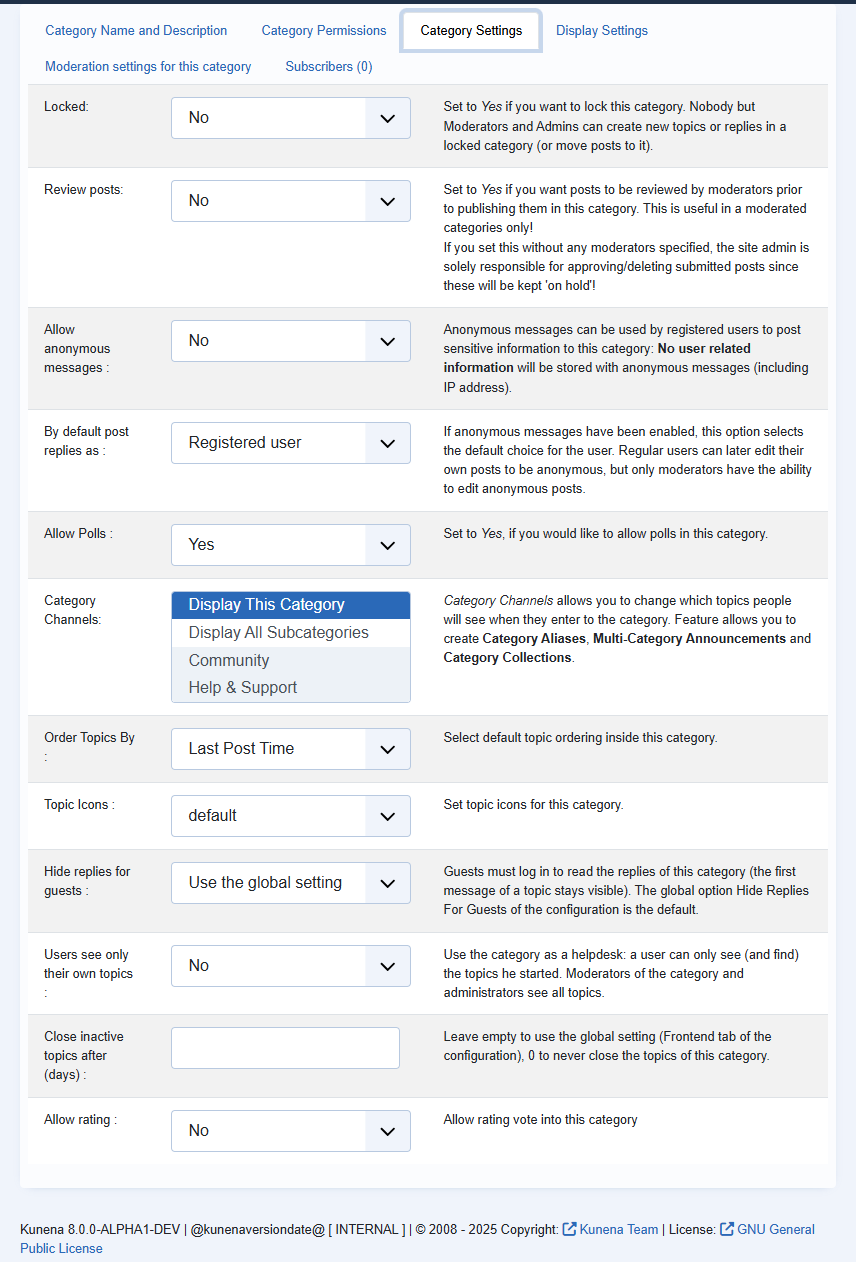 Category Name and Description
Category Permissions
Category Settings
Display Settings
Moderation settings for this category
Subscribers (0)
Locked:
No
Set to Yes if you want to lock this category. Nobody but
Moderators and Admins can create new topics or replies in a
locked category (or move posts to it).
Review posts:
No
Set to Yes if you want posts to be reviewed by moderators prior
to publishing them in this category. This is useful in a moderated
categories only!
If you set this without any moderators specified, the site admin is
solely responsible for approving/deleting submitted posts since
these will be kept 'on hold'!
Allow
anonymous
messages :
No
Anonymous messages can be used by registered users to post
sensitive information to this category: No user related
information will be stored with anonymous messages (including
IP address).
By default post
replies as :
Registered user
If anonymous messages have been enabled, this option selects
the default choice for the user. Regular users can later edit their
own posts to be anonymous, but only moderators have the ability
to edit anonymous posts.
Allow Polls :
Yes
Set to Yes, if you would like to allow polls in this category.
Category
Channels:
Display This Category
Display All Subcategories
Community
Help & Support
Category Channels allows you to change which topics people
will see when they enter to the category. Feature allows you to
create Category Aliases, Multi-Category Announcements and
Category Collections.
Order Topics By
:
Last Post Time
Select default topic ordering inside this category.
Topic Icons :
default
Set topic icons for this category.
Hide replies for
guests :
Use the global setting
Guests must log in to read the replies of this category (the first
message of a topic stays visible). The global option Hide Replies
For Guests of the configuration is the default.
Users see only
their own topics
:
No
Use the category as a helpdesk: a user can only see (and find)
the topics he started. Moderators of the category and
administrators see all topics.
Close inactive
topics after
(days) :
Leave empty to use the global setting (Frontend tab of the
configuration), 0 to never close the topics of this category.
Allow rating :
No
Allow rating vote into this category
Kunena 8.0.0-ALPHA1-DEV | @kunenaversiondate@ [ INTERNAL ] | © 2008 - 2025 Copyright: Kunena Team | License: GNU General
Public License